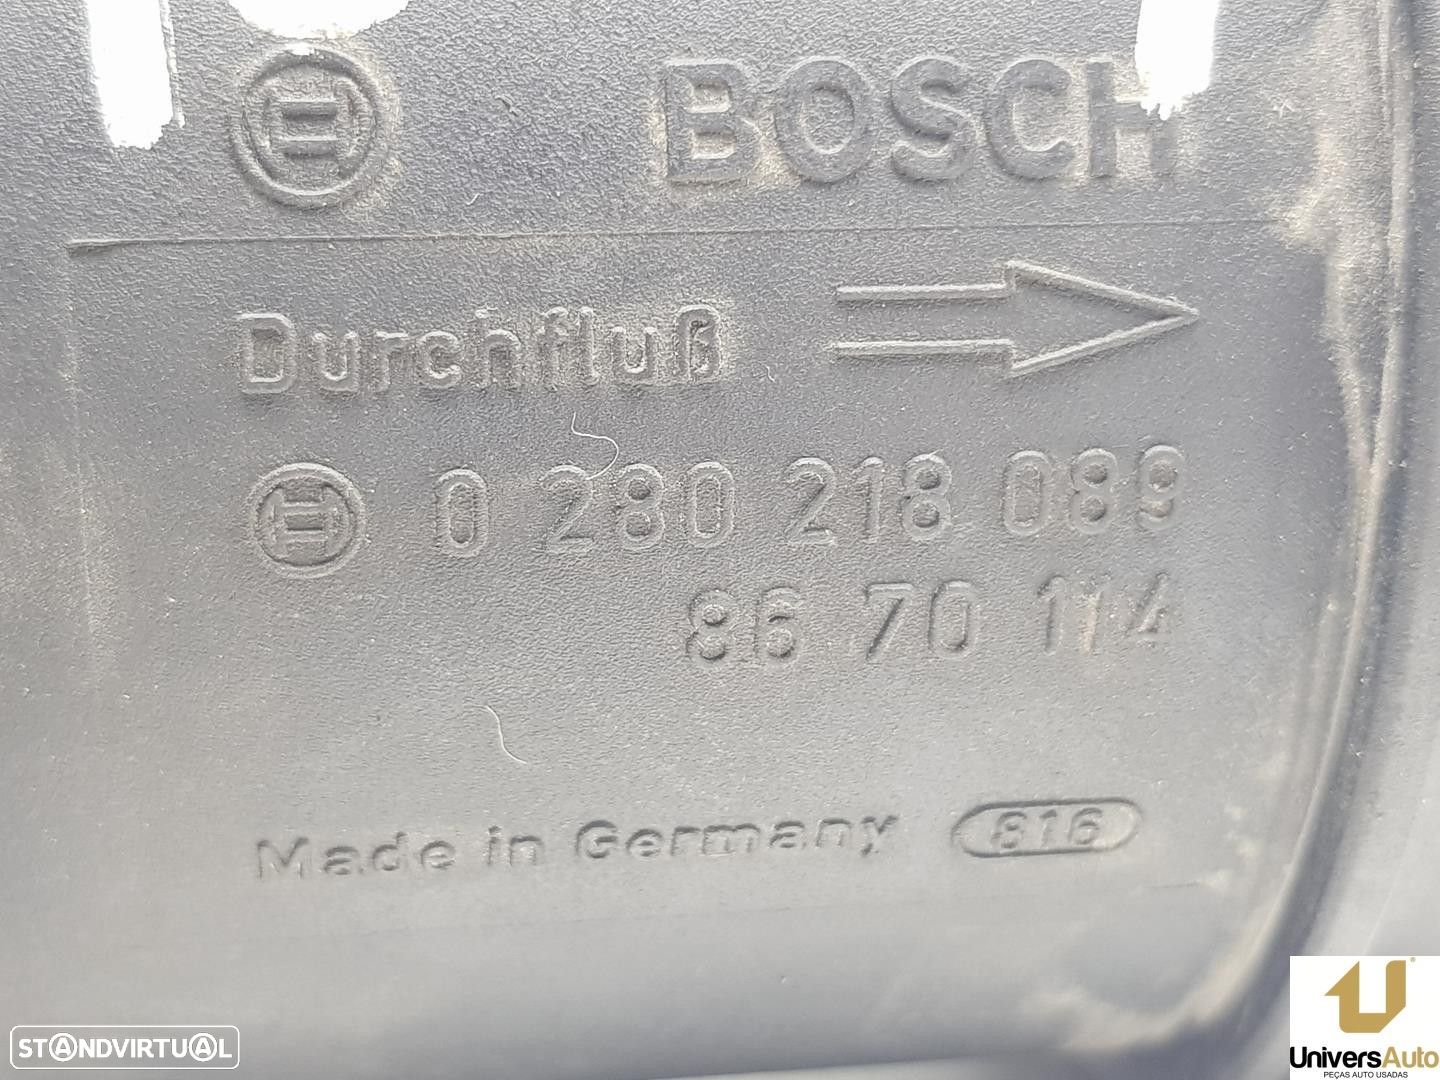 BOSCH
Durchfluß
0 280 218 089
86 70 114
Made in Germany 816
STANDVIRTUAL
UniversAuto
PEÇAS AUTO USADAS